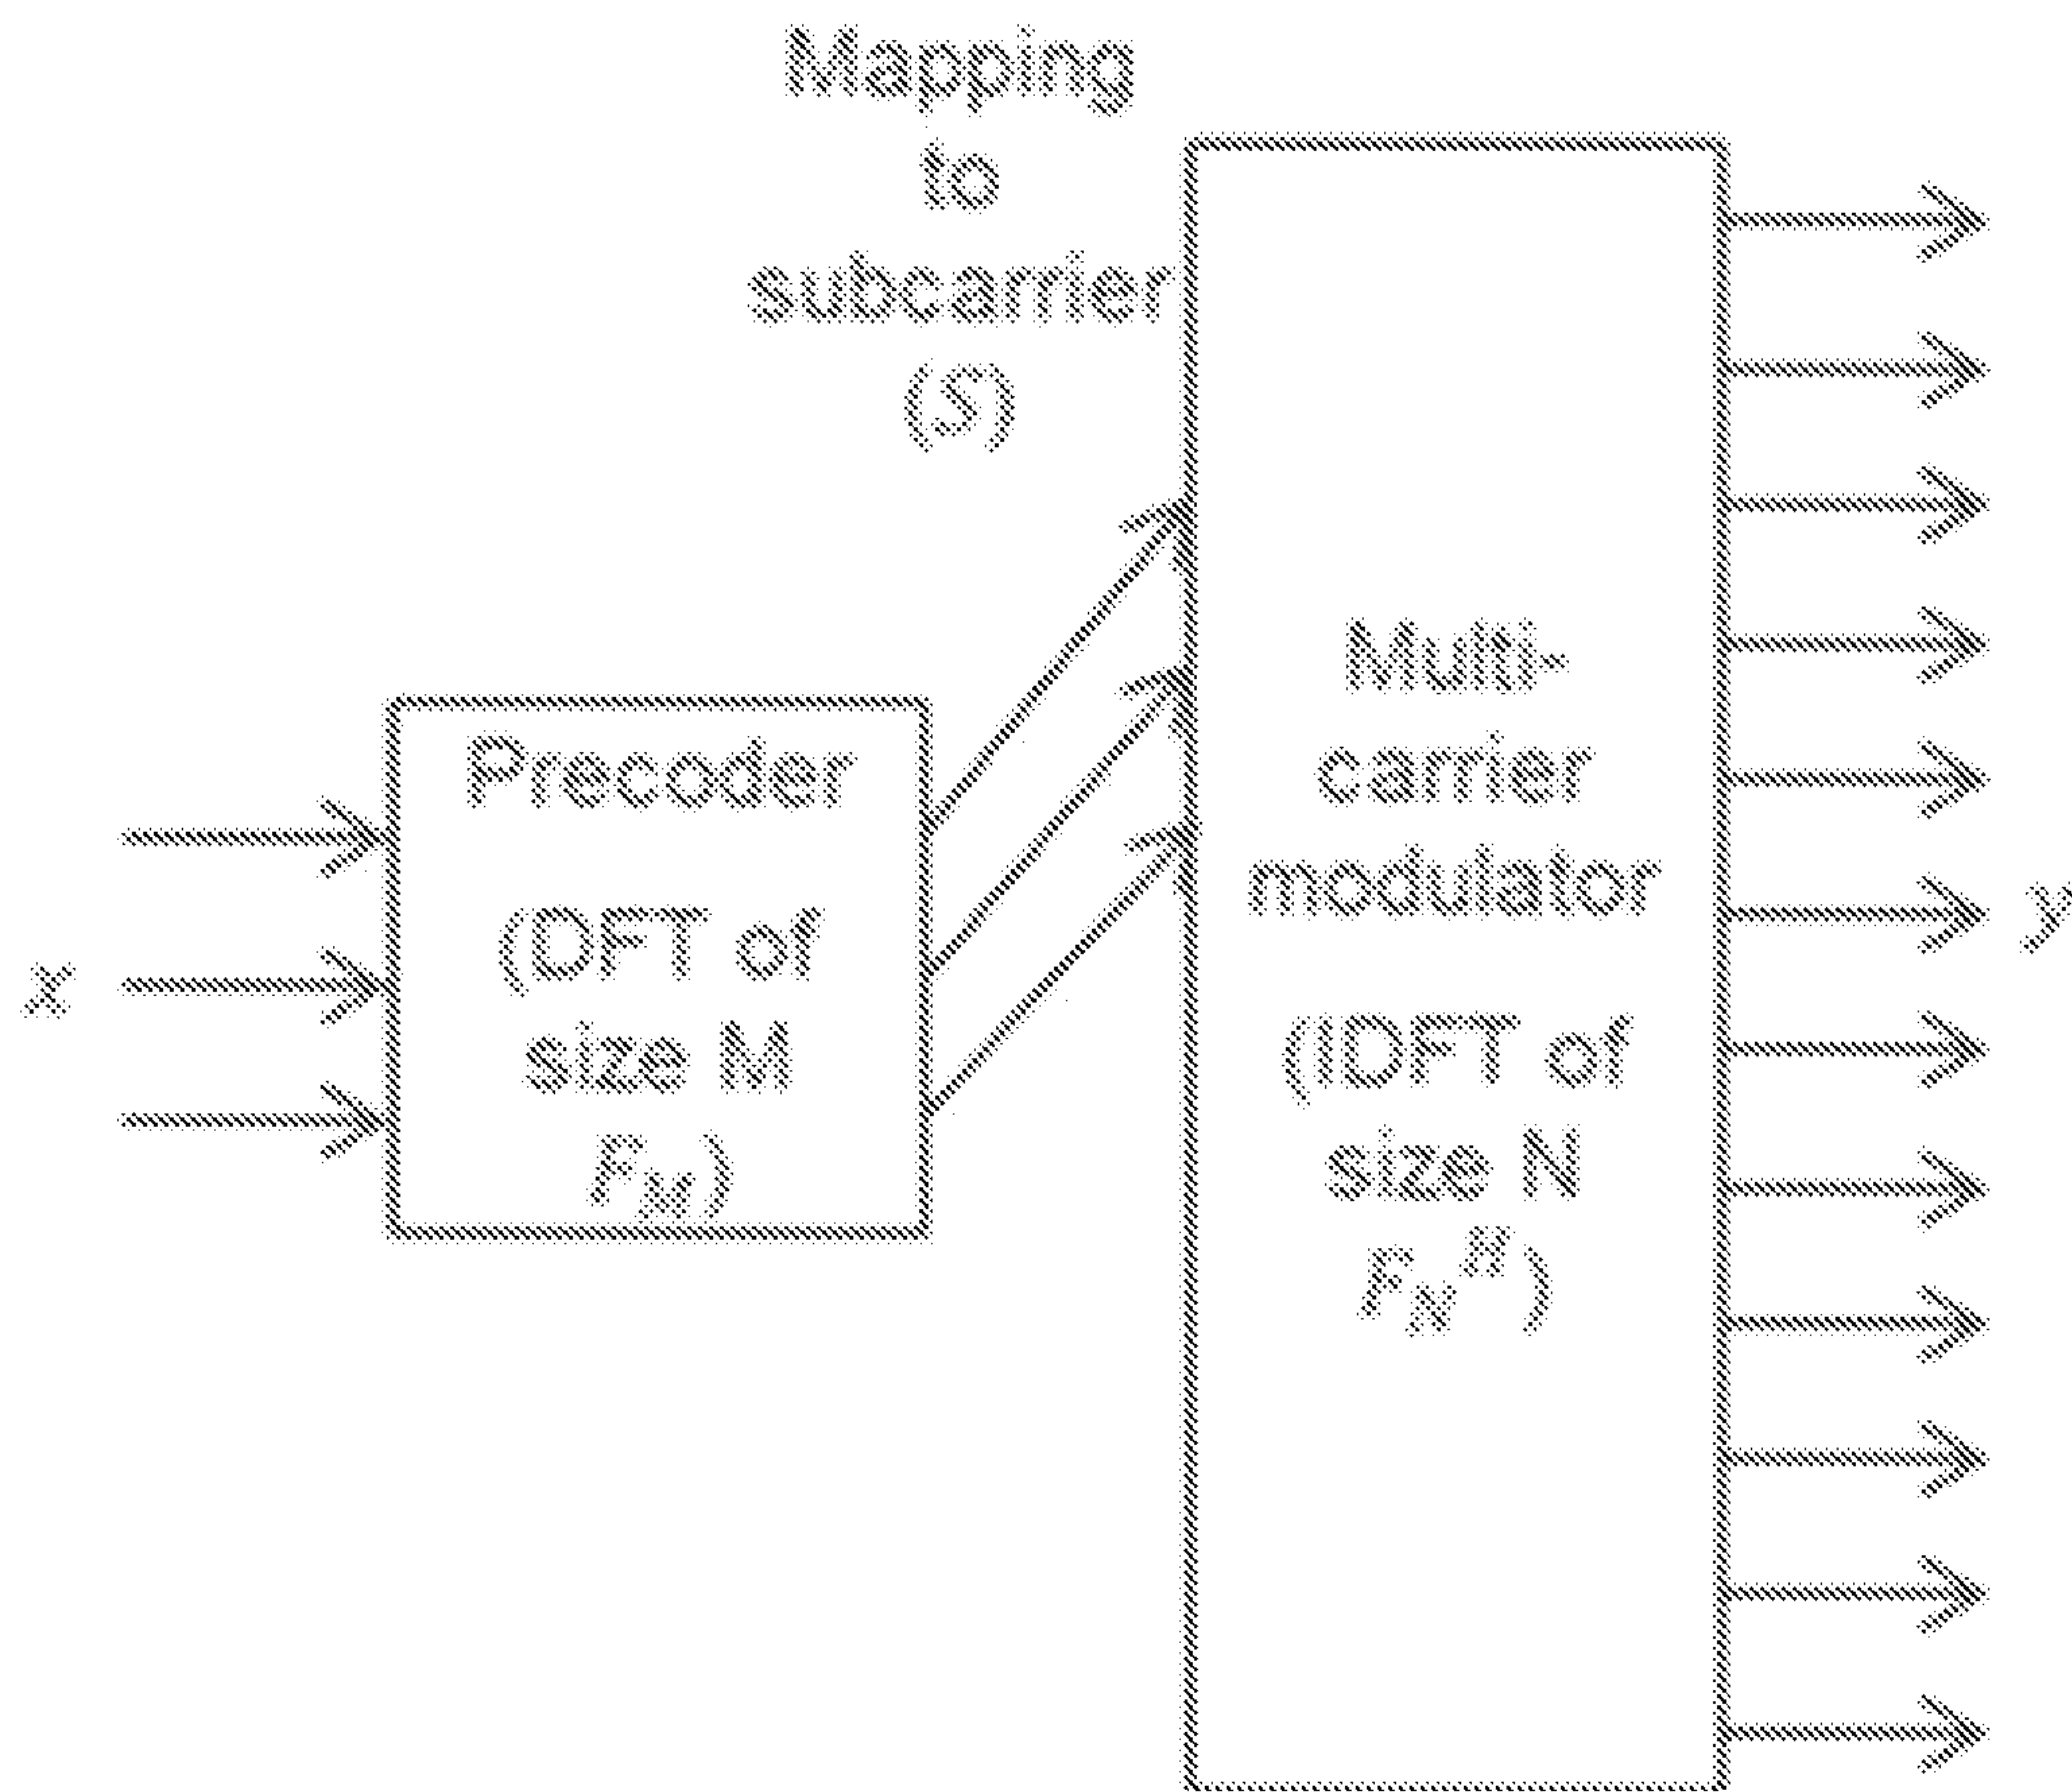 Mapping
to
subcarrier
(S)
x
Precoder
(DFT of
size M
F_M)
Multi-
carrier
modulator
(IDFT of
size N
F_N^H)
y